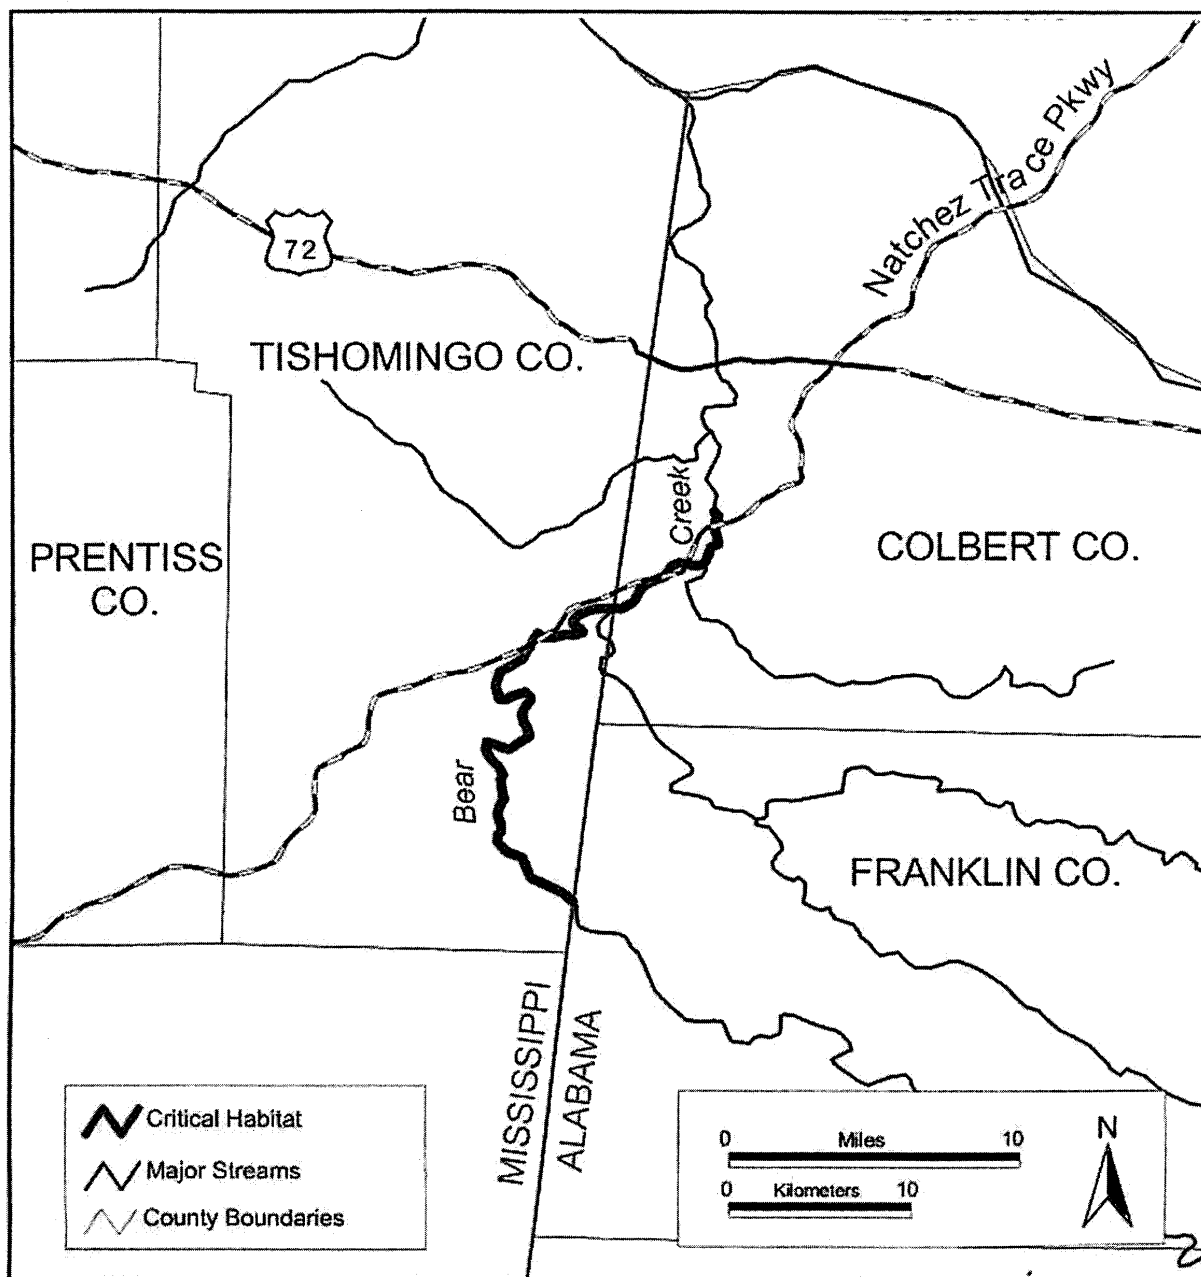 Natchez Trace Pkwy
72
TISHOMINGO CO.
Creek
PRENTISS
CO.
COLBERT CO.
Bear
FRANKLIN CO.
MISSISSIPPI
ALABAMA
Critical Habitat
Major Streams
County Boundaries
0 Miles 10
0 Kilometers 10
N